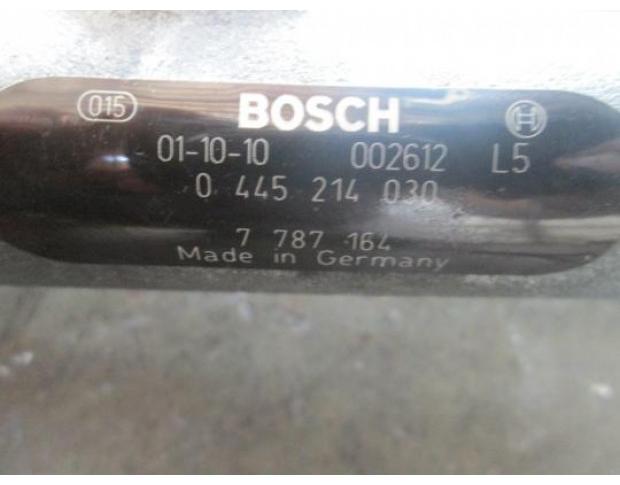 015 BOSCH
01-10-10 002612 L5
0 445 214 030
7 787 164
Made in Germany